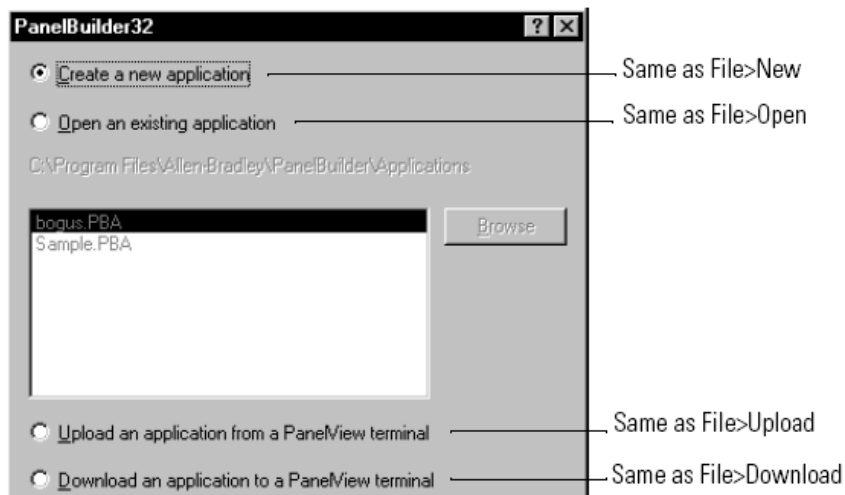 PanelBuilder32
Create a new application
Same as File>New
Open an existing application
Same as File>Open
C:\Program Files\Allen-Bradley\PanelBuilder\Applications
bogus.PBA
Browse
Sample.PBA
Upload an application from a PanelView terminal
Same as File>Upload
Download an application to a PanelView terminal
Same as File>Download